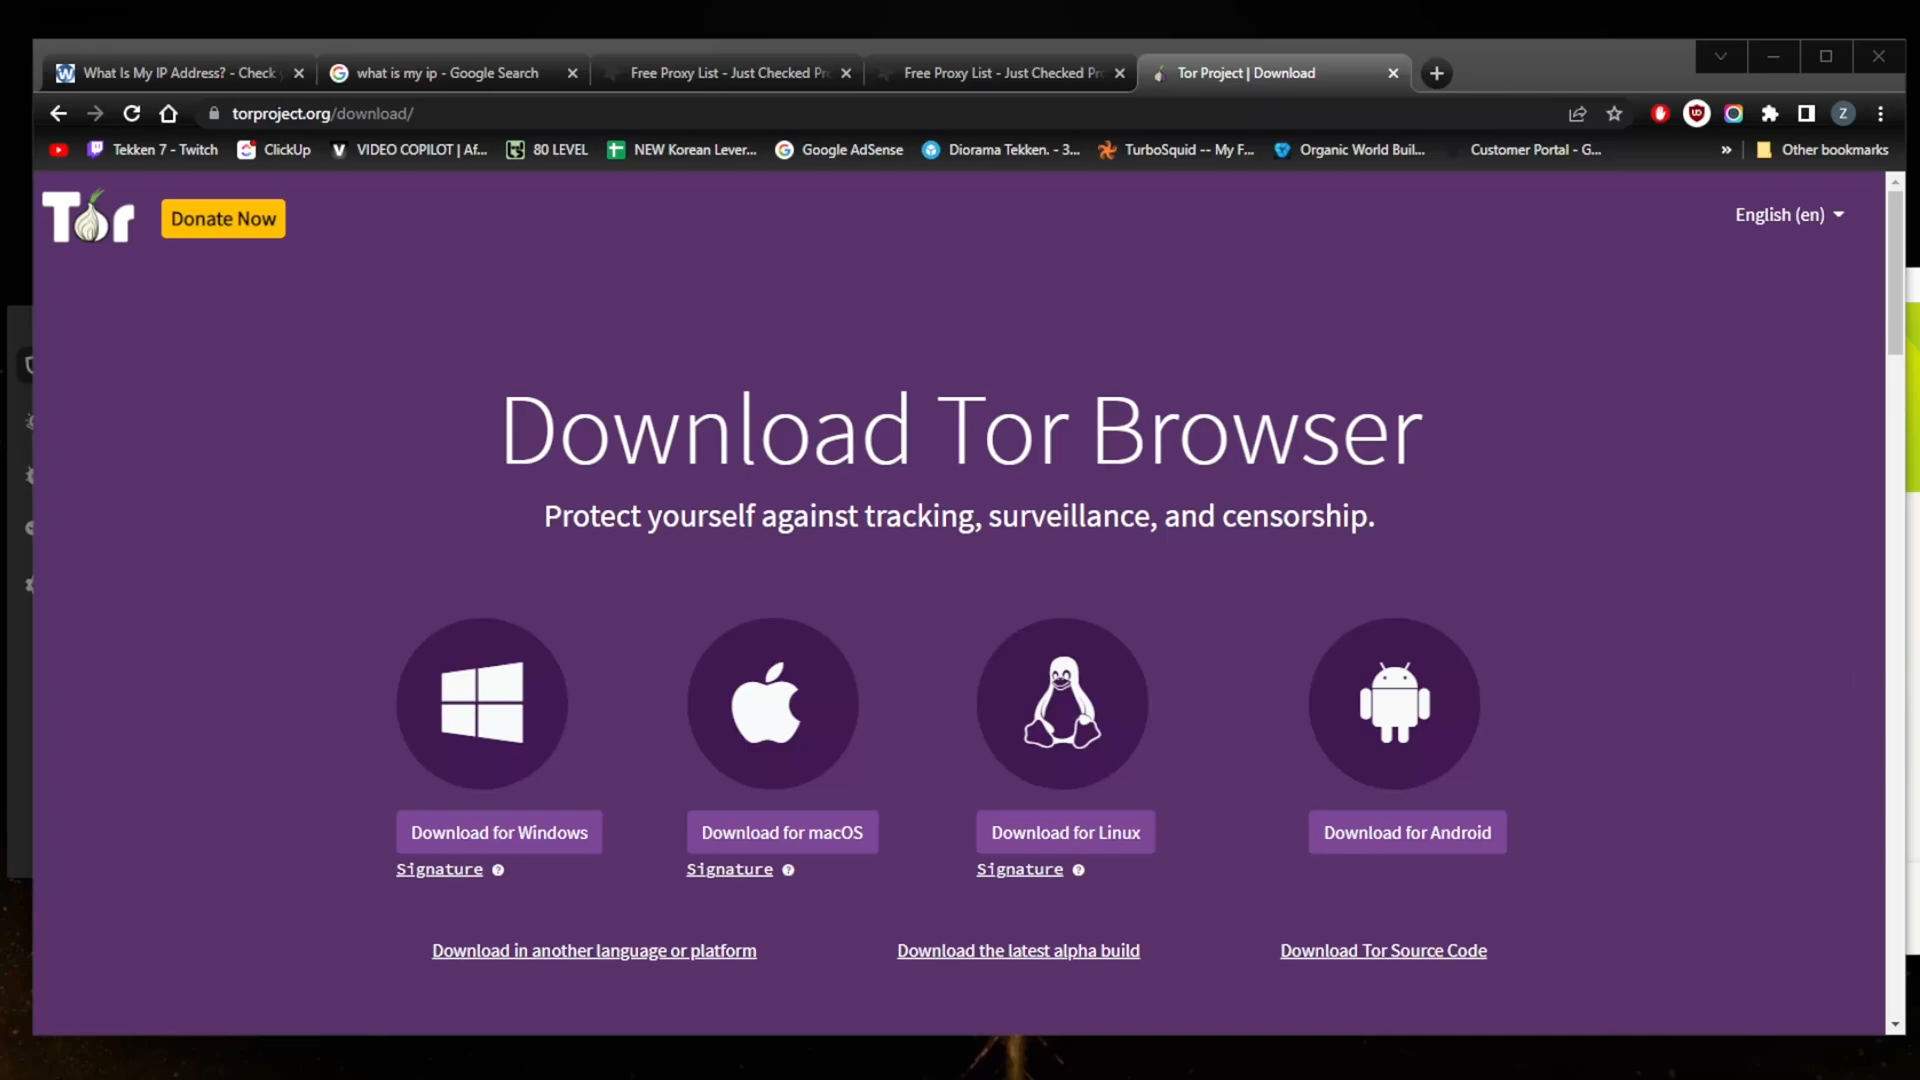 What Is My IP Address? - Check
what is my ip - Google Search
Free Proxy List - Just Checked Pr
Free Proxy List - Just Checked Pr
Tor Project | Download
torproject.org/download/
Z
Tekken 7 - Twitch
ClickUp
VIDEO COPILOT | Af...
80 LEVEL
NEW Korean Lever...
Google AdSense
Diorama Tekken. - 3...
TurboSquid -- My F...
Organic World Buil...
Customer Portal - G...
»
Other bookmarks
Tor
Donate Now
English (en)
Download Tor Browser
Protect yourself against tracking, surveillance, and censorship.
Download for Windows
Download for macOS
Download for Linux
Download for Android
Signature ?
Signature ?
Signature ?
Download in another language or platform
Download the latest alpha build
Download Tor Source Code